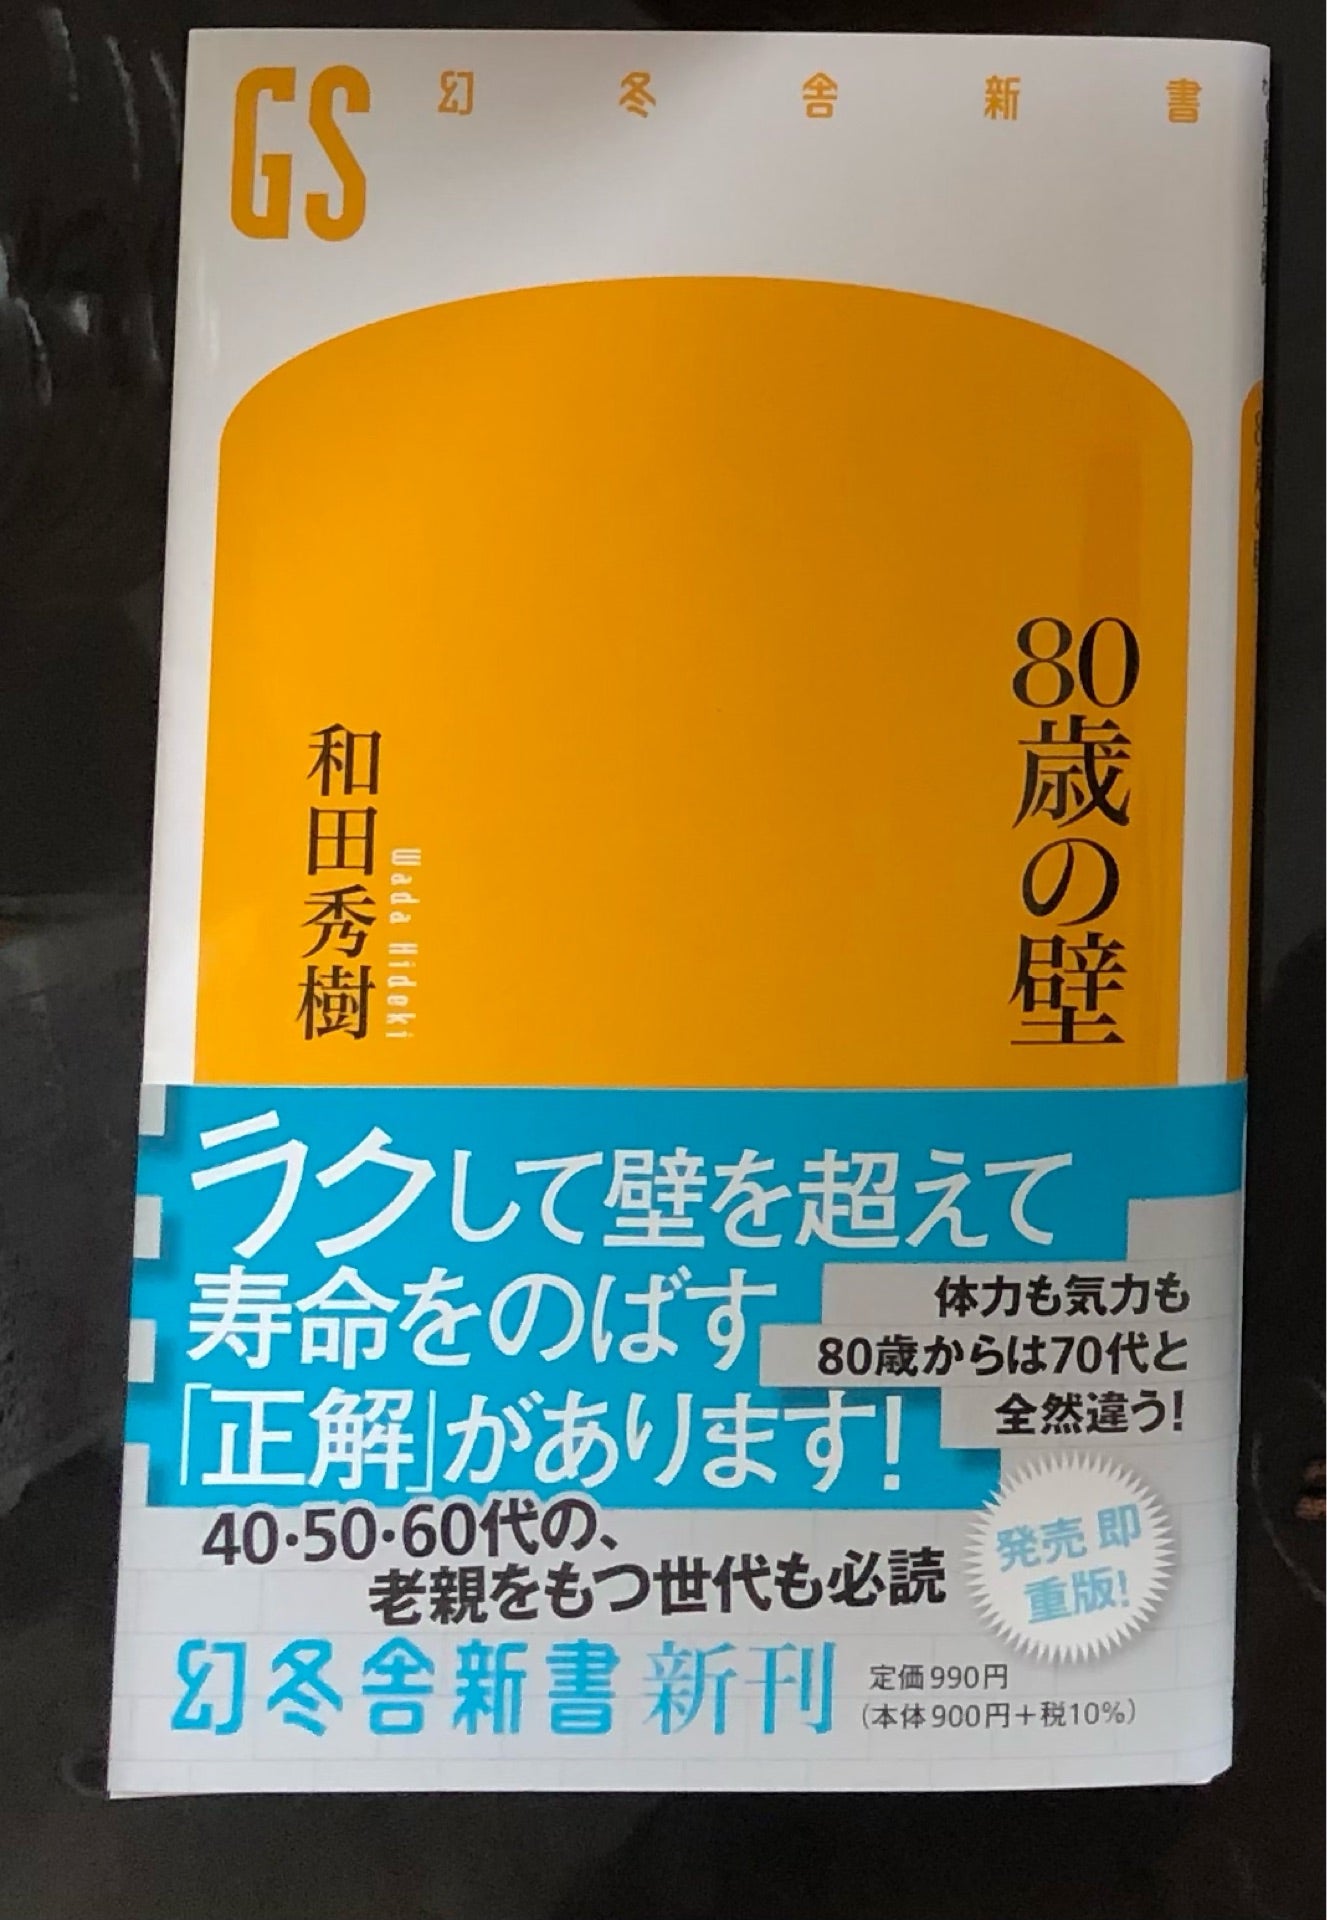 GS
幻冬舎新書
80歳の壁
和田秀樹
Wada Hideki
ラクして壁を超えて
寿命をのばす
「正解」があります!
体力も気力も
80歳からは70代と
全然違う!
40・50・60代の、
老親をもつ世代も必読
発売 即
重版!
幻冬舎新書 新刊
定価990円
(本体900円+税10%)